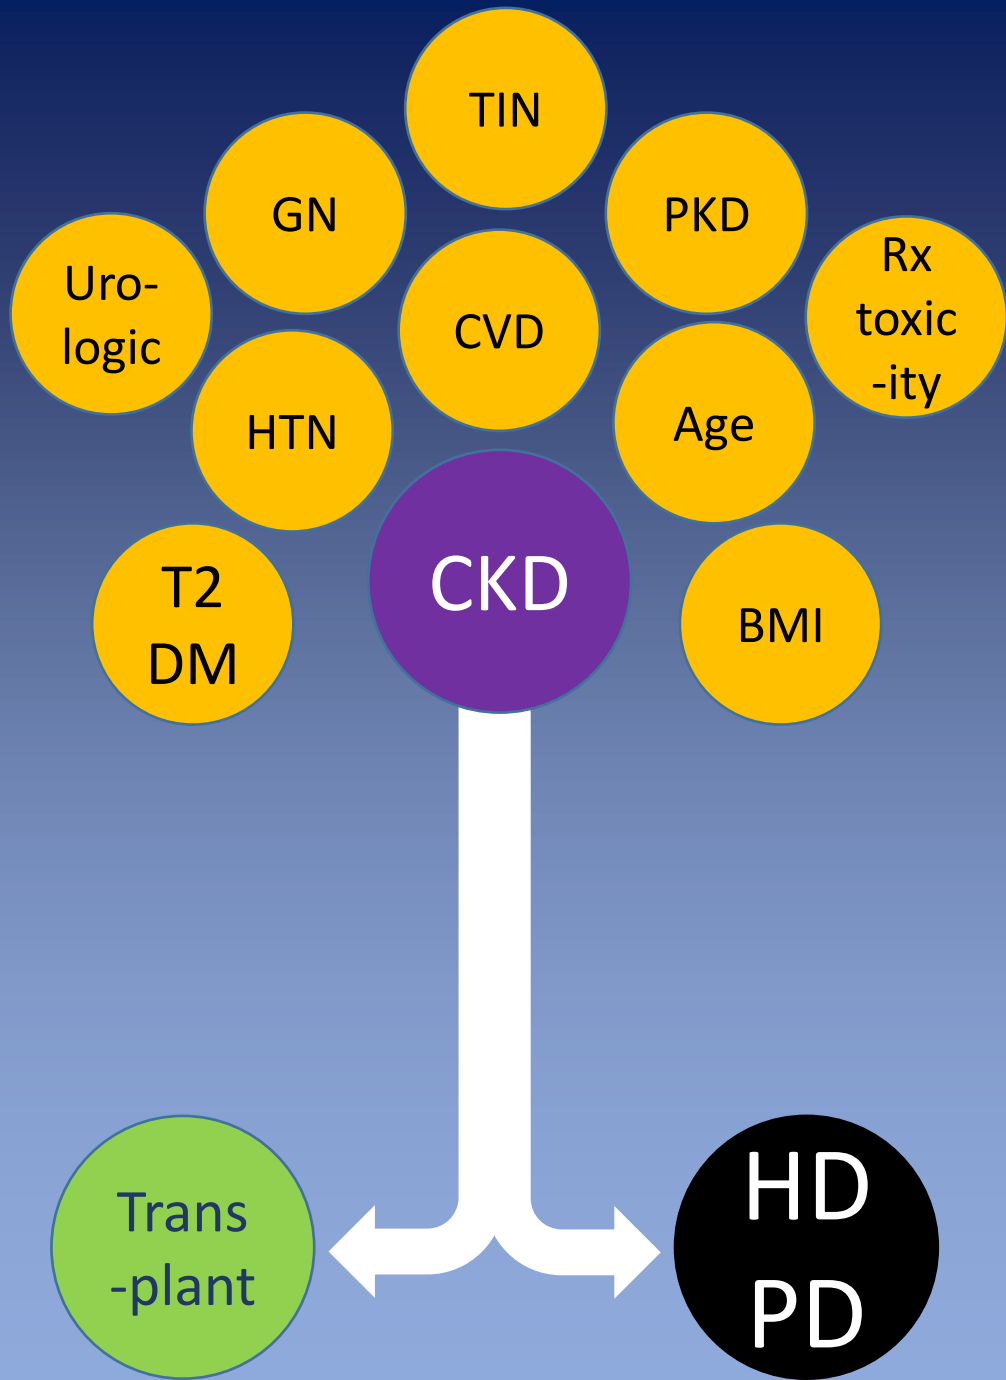 TIN
GN
PKD
Uro-
logic
CVD
Rx
toxic
-ity
HTN
Age
CKD
T2
DM
BMI
Trans
-plant
HD
PD